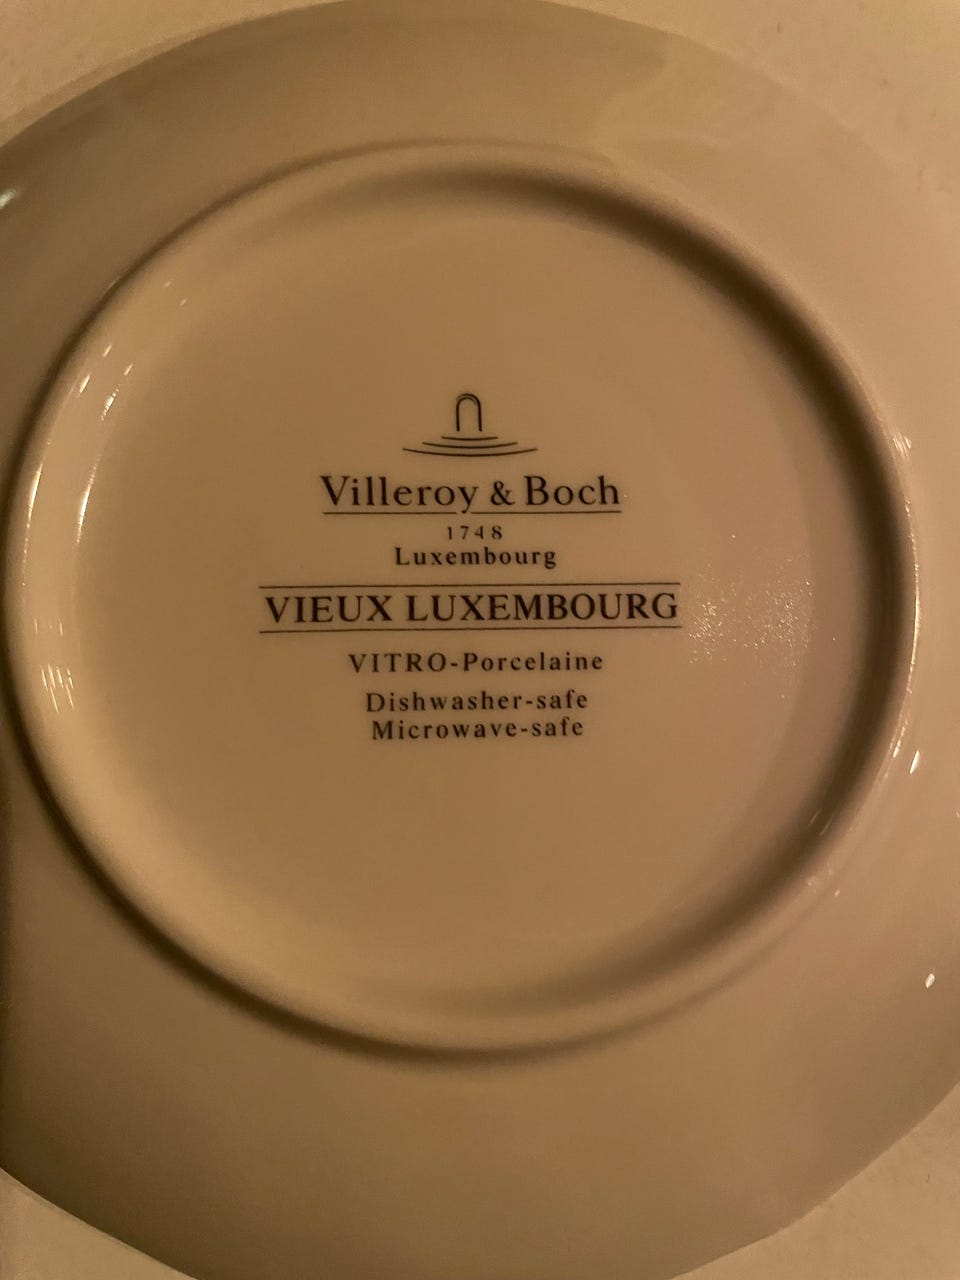 Villeroy & Boch
1748
Luxembourg
VIEUX LUXEMBOURG
VITRO-Porcelaine
Dishwasher-safe
Microwave-safe